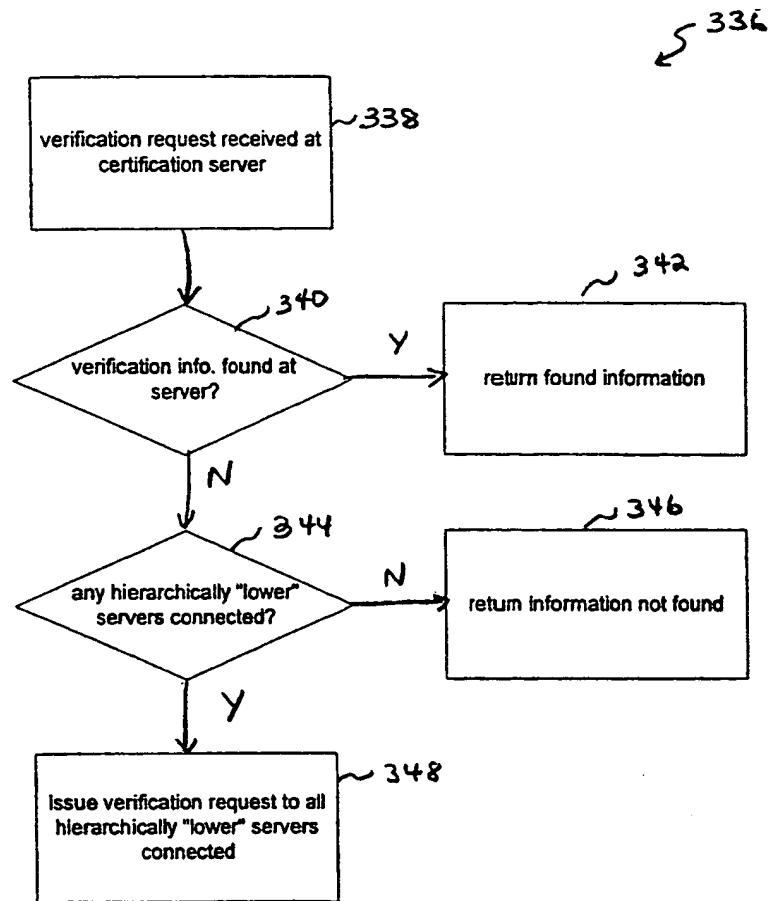 336
verification request received at
certification server
338
340
verification info. found at
server?
Y
342
return found information
N
344
any hierarchically "lower"
servers connected?
N
346
return information not found
Y
348
issue verification request to all
hierarchically "lower" servers
connected